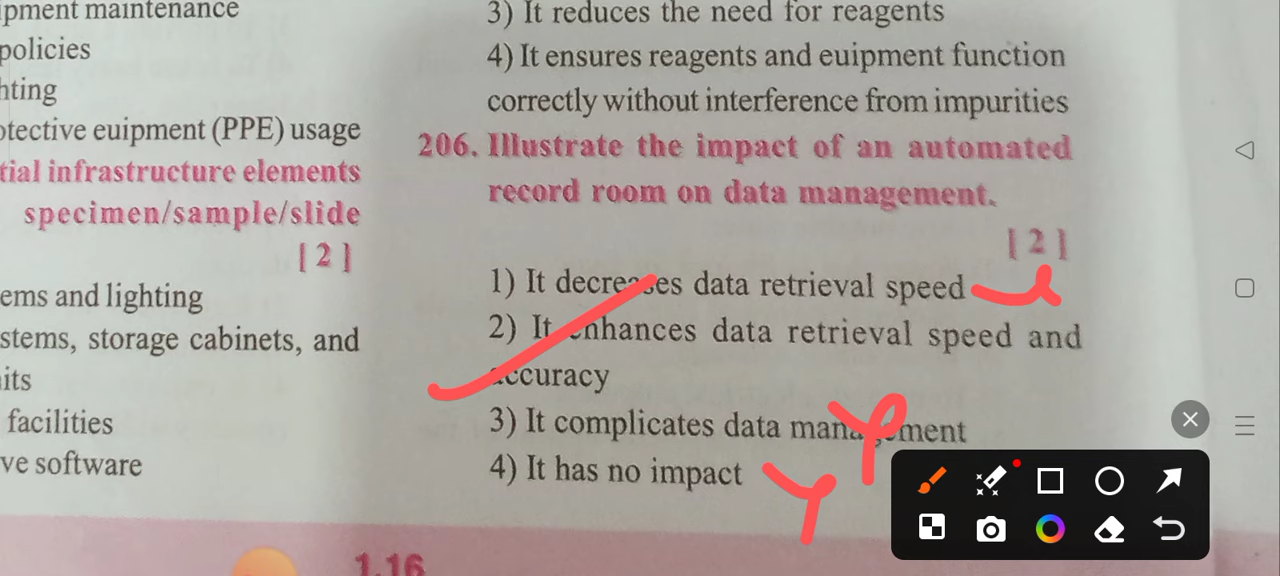 ipment maintenance
policies
hting
otective euipment (PPE) usage
tial infrastructure elements
specimen/sample/slide
[ 2 ]
ems and lighting
stems, storage cabinets, and
its
facilities
ve software
3) It reduces the need for reagents
4) It ensures reagents and euipment function
correctly without interference from impurities
206. Illustrate the impact of an automated
record room on data management.
[ 2 ]
1) It decreases data retrieval speed
2) It enhances data retrieval speed and
accuracy
3) It complicates data management
4) It has no impact
1.16